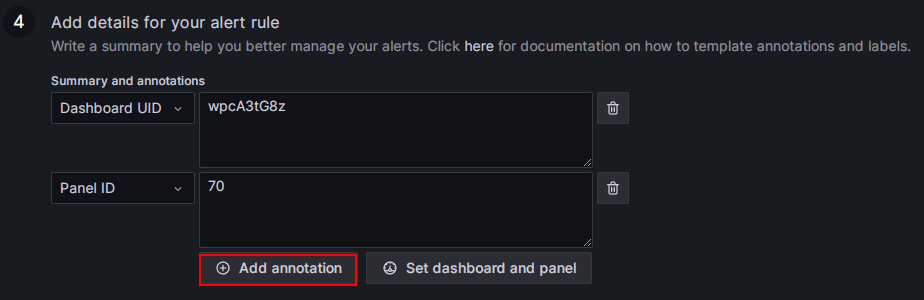 4 Add details for your alert rule
Write a summary to help you better manage your alerts. Click here for documentation on how to template annotations and labels.
Summary and annotations
Dashboard UID wpcA3tG8z
Panel ID 70
Add annotation Set dashboard and panel